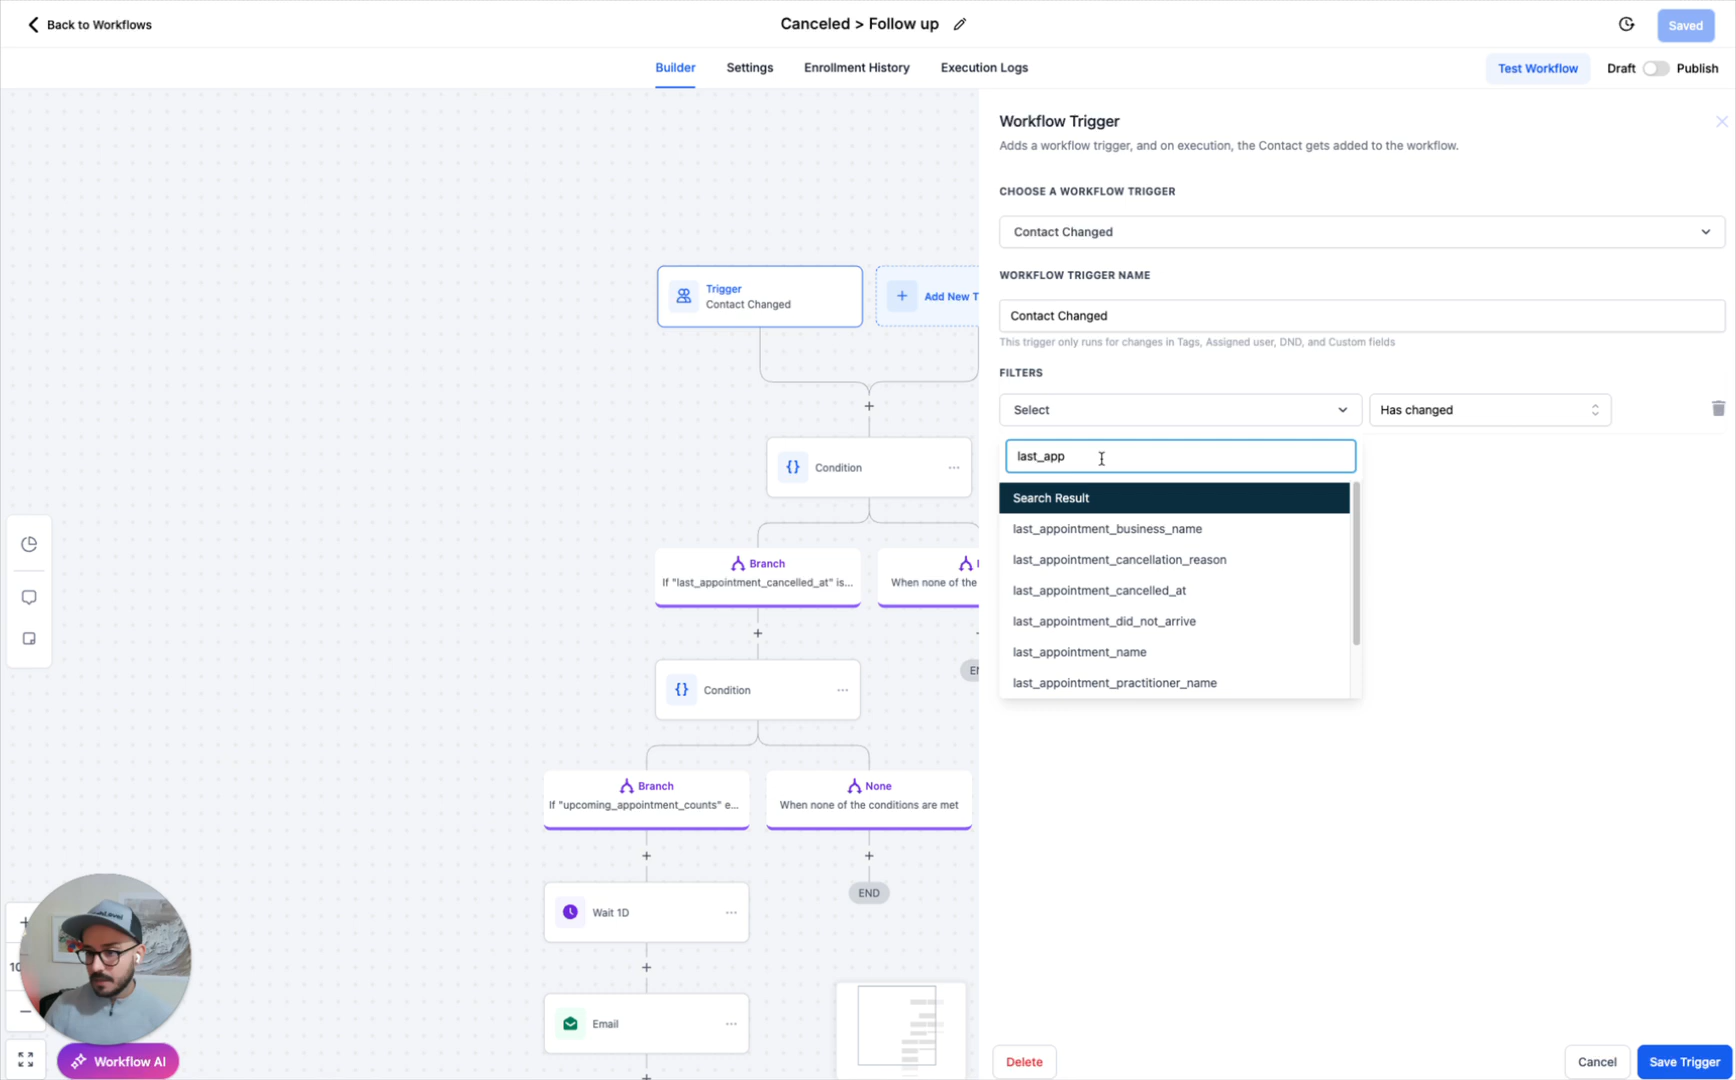 Back to Workflows
Canceled > Follow up
Saved
Builder
Settings
Enrollment History
Execution Logs
Test Workflow
Draft
Publish
Workflow Trigger
Adds a workflow trigger, and on execution, the Contact gets added to the workflow.
CHOOSE A WORKFLOW TRIGGER
Contact Changed
WORKFLOW TRIGGER NAME
Contact Changed
This trigger only runs for changes in Tags, Assigned user, DND, and Custom fields
FILTERS
Select
Has changed
last_app
Search Result
last_appointment_business_name
last_appointment_cancellation_reason
last_appointment_cancelled_at
last_appointment_did_not_arrive
last_appointment_name
last_appointment_practitioner_name
Delete
Cancel
Save Trigger
Trigger
Contact Changed
Add New T
Condition
Branch
If "last_appointment_cancelled_at" is...
When none of the
Condition
Branch
If "upcoming_appointment_counts" e...
None
When none of the conditions are met
END
Wait 1D
Email
Workflow AI